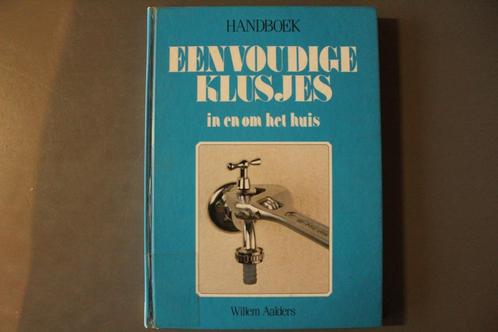 HANDBOEK
EENVOUDIGE
KLUSJES
in en om het huis
Willem Aalders